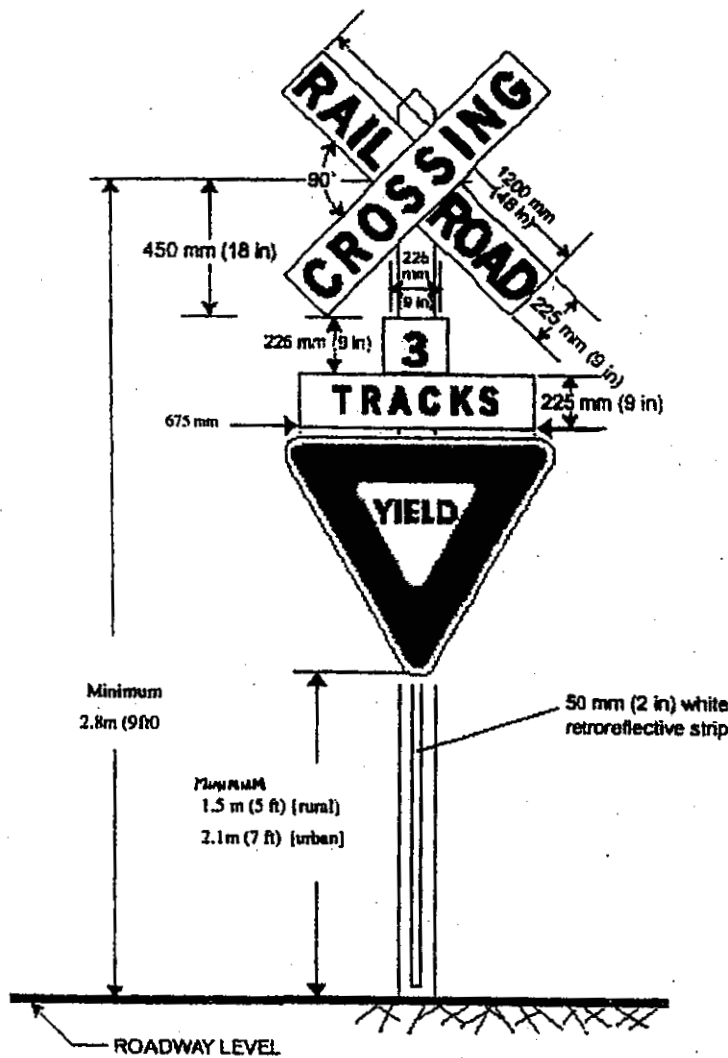 RAIL
ROAD
CROSSING
90°
1200 mm
(48 in)
450 mm (18 in)
226
mm
9 in
225 mm (9 in)
226 mm (9 in)
3
TRACKS
225 mm (9 in)
675 mm
YIELD
Minimum
2.8m (9ft0
50 mm (2 in) white
retroreflective strip
Minimum
1.5 m (5 ft) [rural)
2.1m (7 ft) [urban]
ROADWAY LEVEL